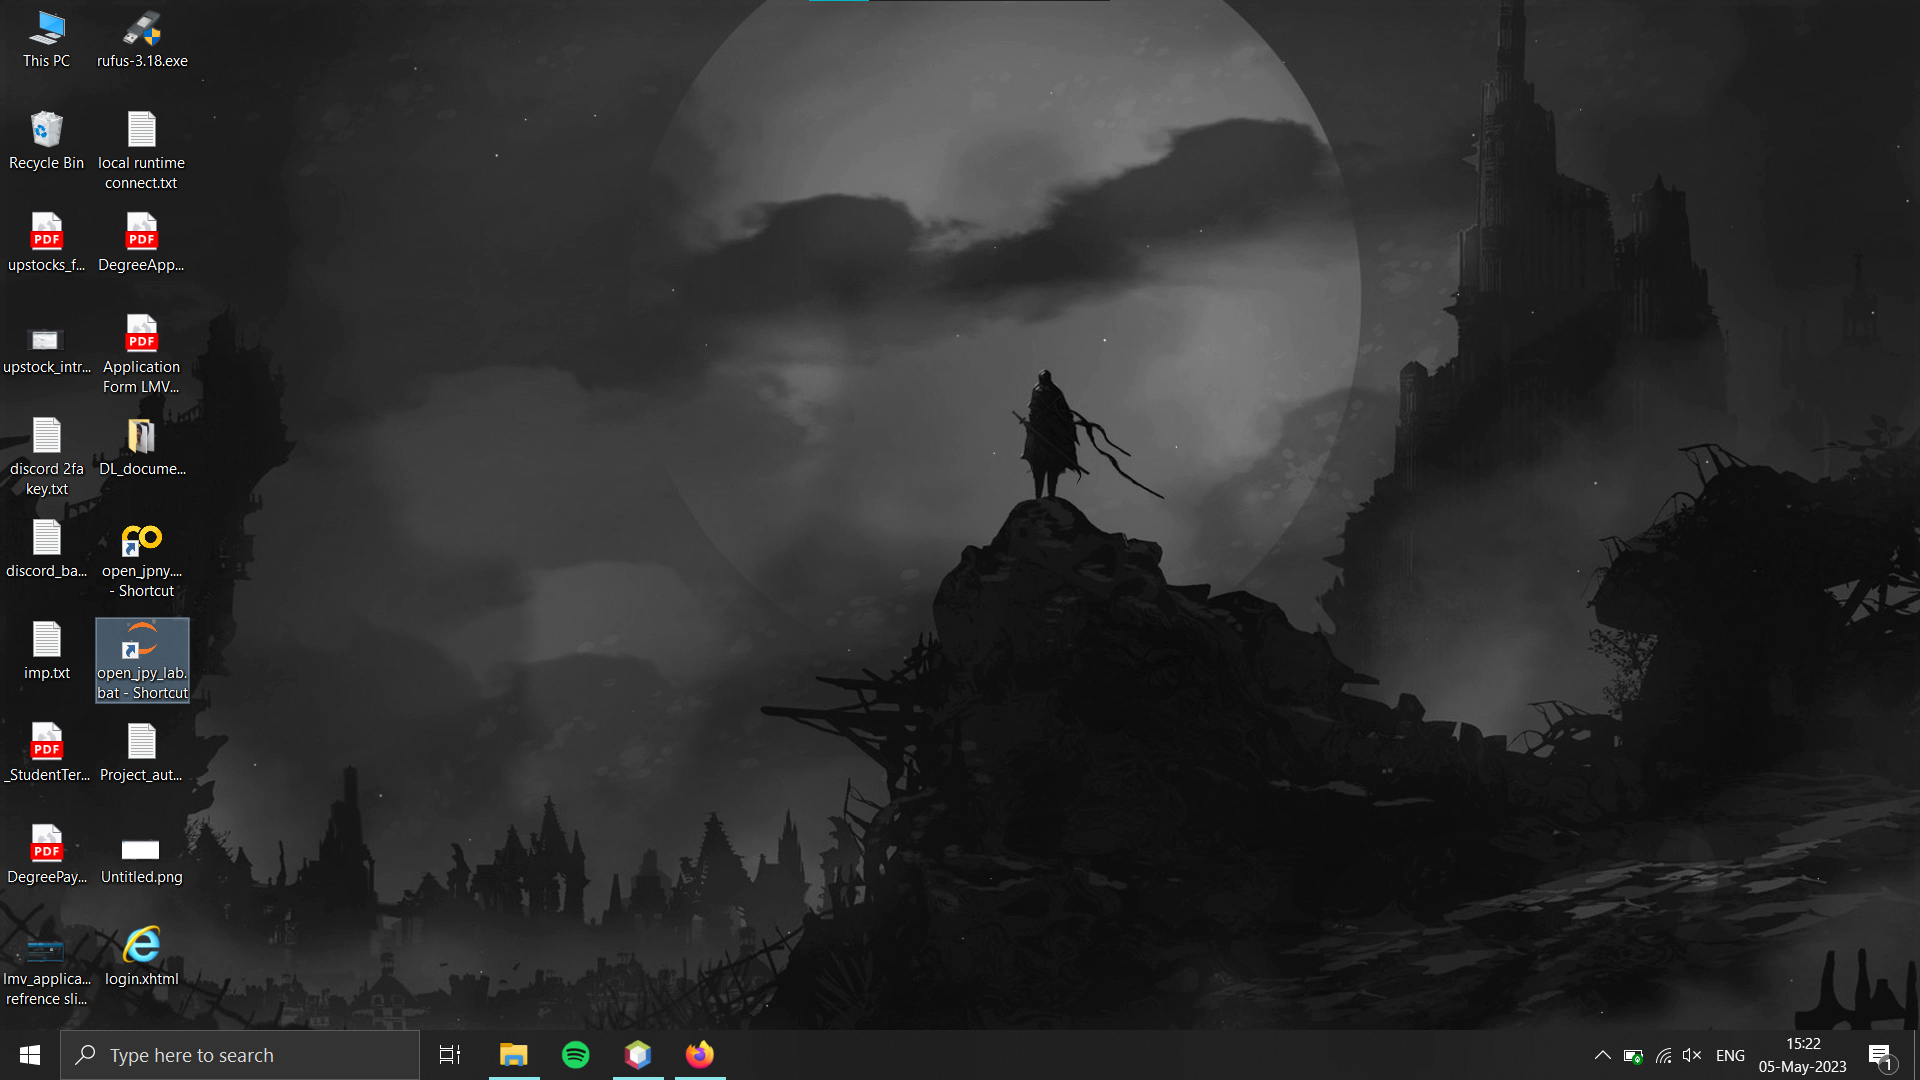 This PC
rufus-3.18.exe
Recycle Bin
local runtime
connect.txt
PDF
upstocks_f...
PDF
DegreeApp...
upstock_intr...
PDF
Application
Form LMV...
discord 2fa
key.txt
DL_docume...
discord_ba...
CO
open_jpny....
- Shortcut
imp.txt
open_jpy_lab.
bat - Shortcut
PDF
_StudentTer...
Project_aut...
PDF
DegreePay...
Untitled.png
lmv_applica...
refrence sli...
login.xhtml
Type here to search
ENG
15:22
05-May-2023
1